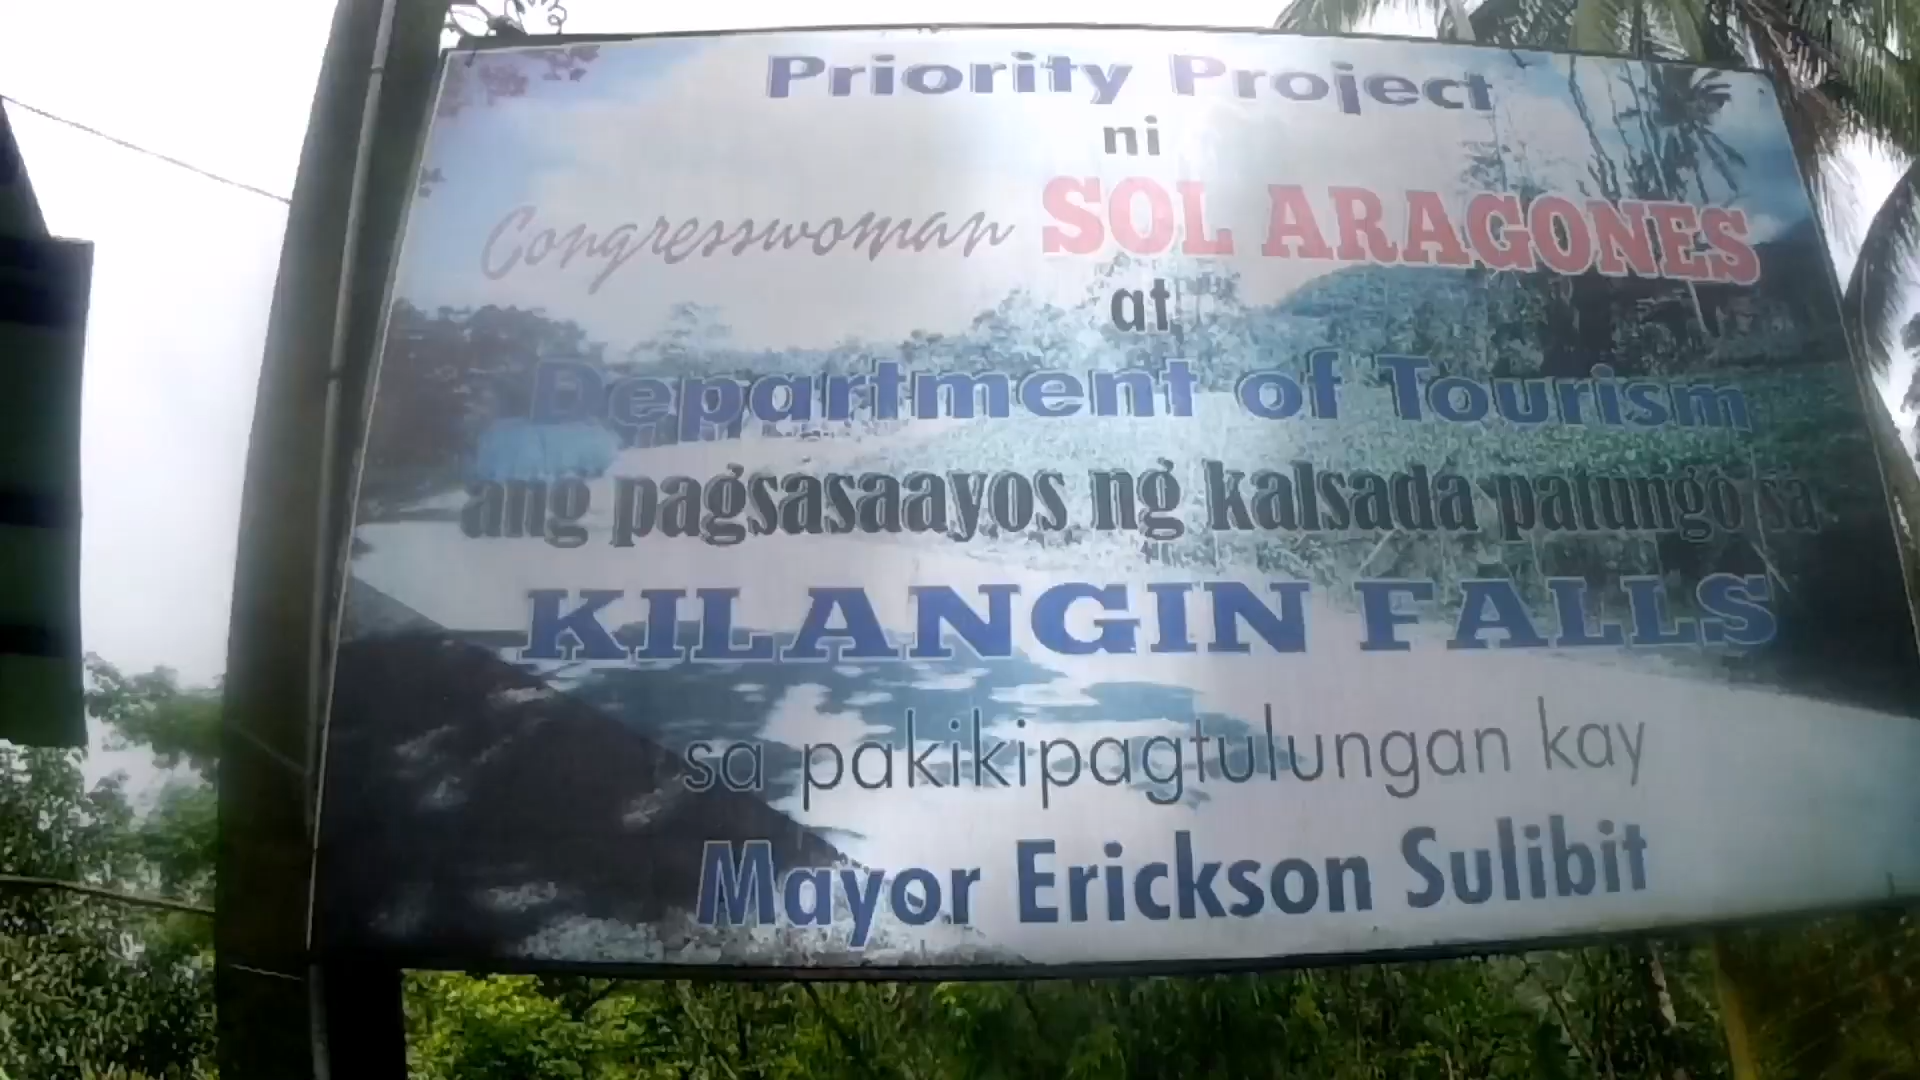 Priority Project
ni
Congresswoman SOL ARAGONES
at
Department of Tourism
ang pagsasaayos ng kalsada patungo sa
KILANGIN FALLS
sa pakikipagtulungan kay
Mayor Erickson Sulibit